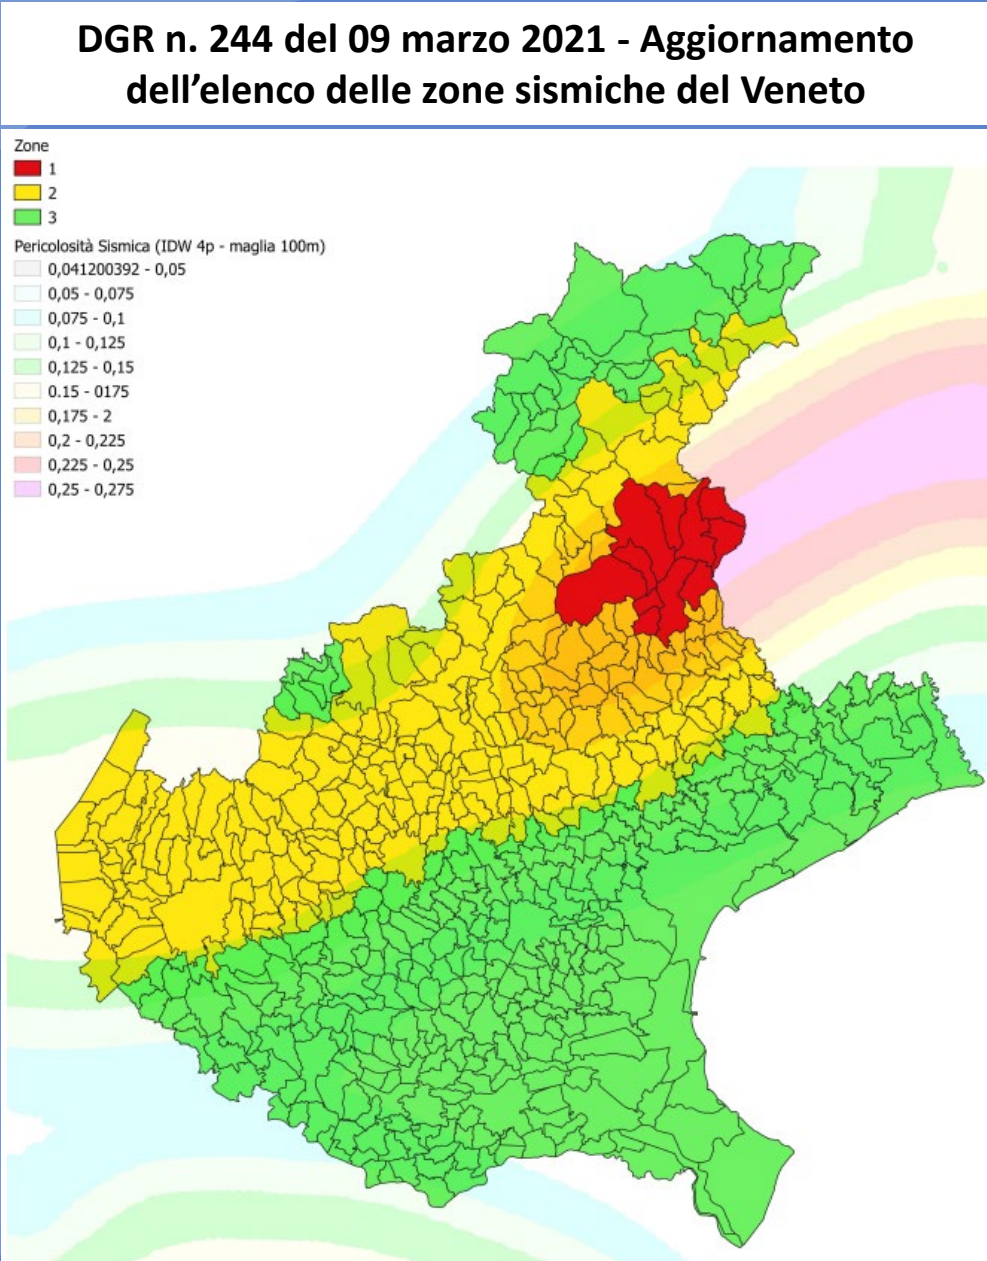 DGR n. 244 del 09 marzo 2021 - Aggiornamento
dell’elenco delle zone sismiche del Veneto
Zone
1
2
3
Pericolosità Sismica (IDW 4p - maglia 100m)
0,041200392 - 0,05
0,05 - 0,075
0,075 - 0,1
0,1 - 0,125
0,125 - 0,15
0.15 - 0175
0,175 - 2
0,2 - 0,225
0,225 - 0,25
0,25 - 0,275